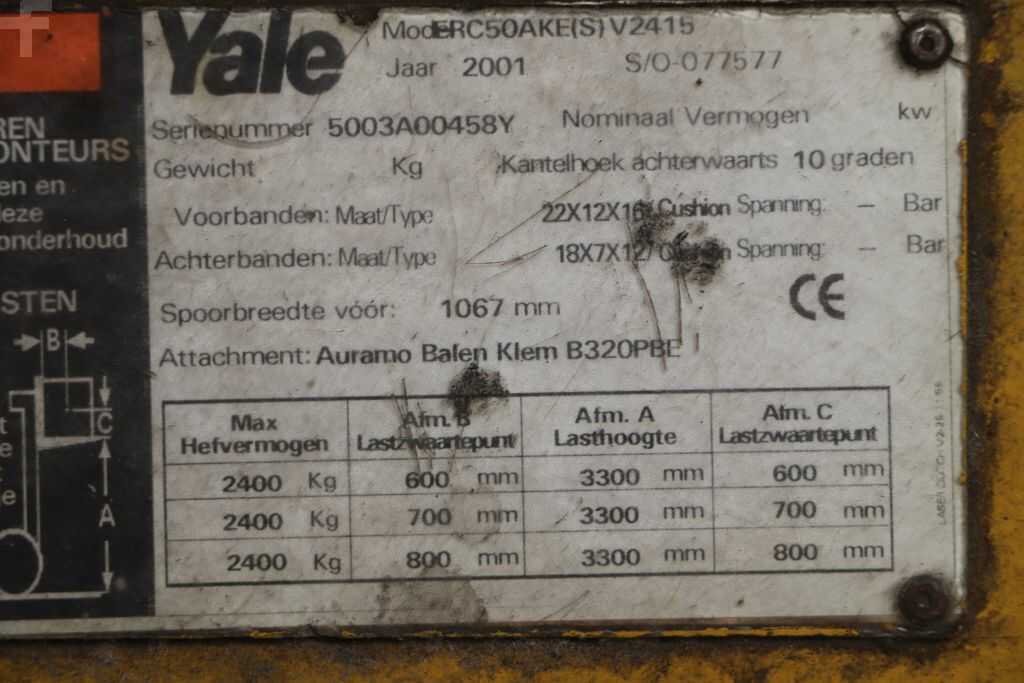 Yale
Model ERC50AKE(S) V2415
Jaar 2001 S/O-077577
Serienummer 5003A00458Y Nominaal Vermogen kw
Gewicht Kg Kantelhoek achterwaarts 10 graden
Voorbanden: Maat/Type 22X12X16/ Cushion Spanning: – Bar
Achterbanden: Maat/Type 18X7X12/ Spanning: – Bar
CE
Spoorbreedte vóór: 1067 mm
Attachment: Auramo Balen Klem B320PBE
Max Hefvermogen Afm. B Lastzwaartepunt Afm. A Lasthoogte Afm. C Lastzwaartepunt
2400 Kg 600 mm 3300 mm 600 mm
2400 Kg 700 mm 3300 mm 700 mm
2400 Kg 800 mm 3300 mm 800 mm
REN
ONTEURS
en en
deze
onderhoud
STEN
B
C
A